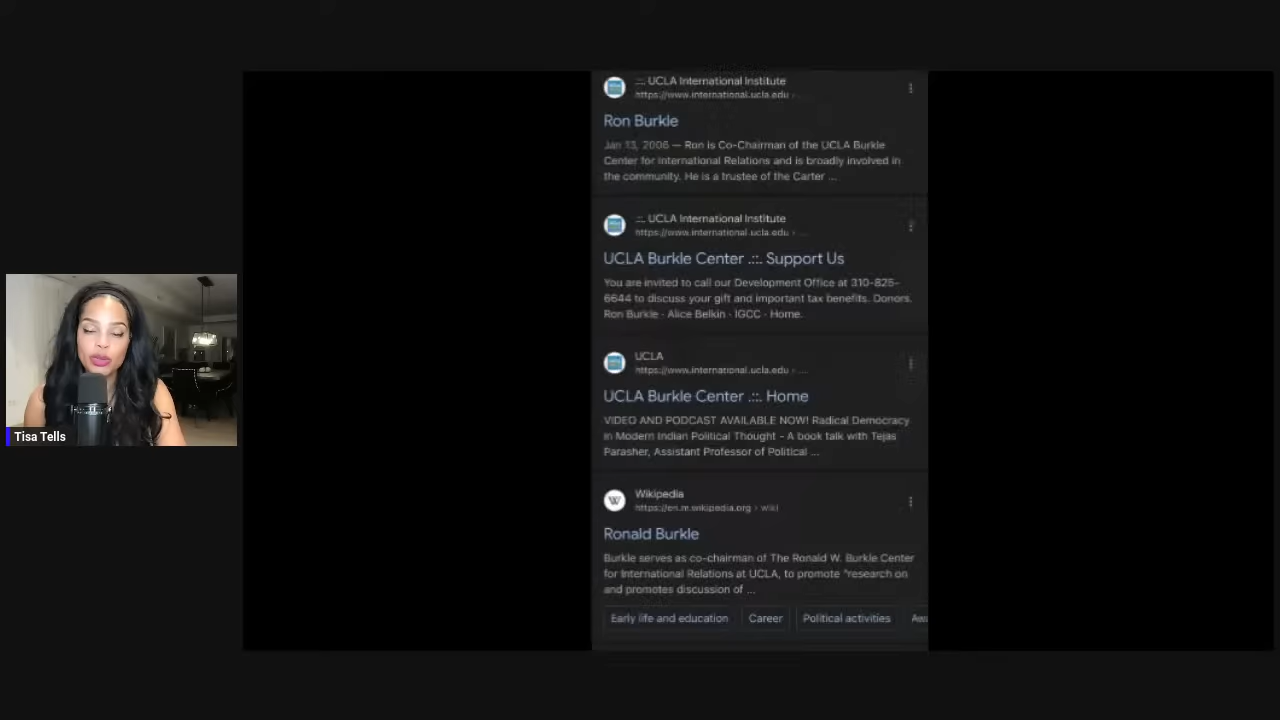 .::. UCLA International Institute
https://www.international.ucla.edu › ...
Ron Burkle
Jan 13, 2006 — Ron is Co-Chairman of the UCLA Burkle
Center for International Relations and is broadly involved in
the community. He is a trustee of the Carter ...
.::. UCLA International Institute
https://www.international.ucla.edu › ...
UCLA Burkle Center .::. Support Us
You are invited to call our Development Office at 310-825-
6644 to discuss your gift and important tax benefits. Donors.
Ron Burkle · Alice Belkin · IGCC · Home.
UCLA
https://www.international.ucla.edu › ...
UCLA Burkle Center .::. Home
VIDEO AND PODCAST AVAILABLE NOW! Radical Democracy
in Modern Indian Political Thought - A book talk with Tejas
Parasher, Assistant Professor of Political ...
W
Wikipedia
https://en.m.wikipedia.org › wiki
Ronald Burkle
Burkle serves as co-chairman of The Ronald W. Burkle Center
for International Relations at UCLA, to promote "research on
and promotes discussion of ...
Early life and education
Career
Political activities
Tisa Tells